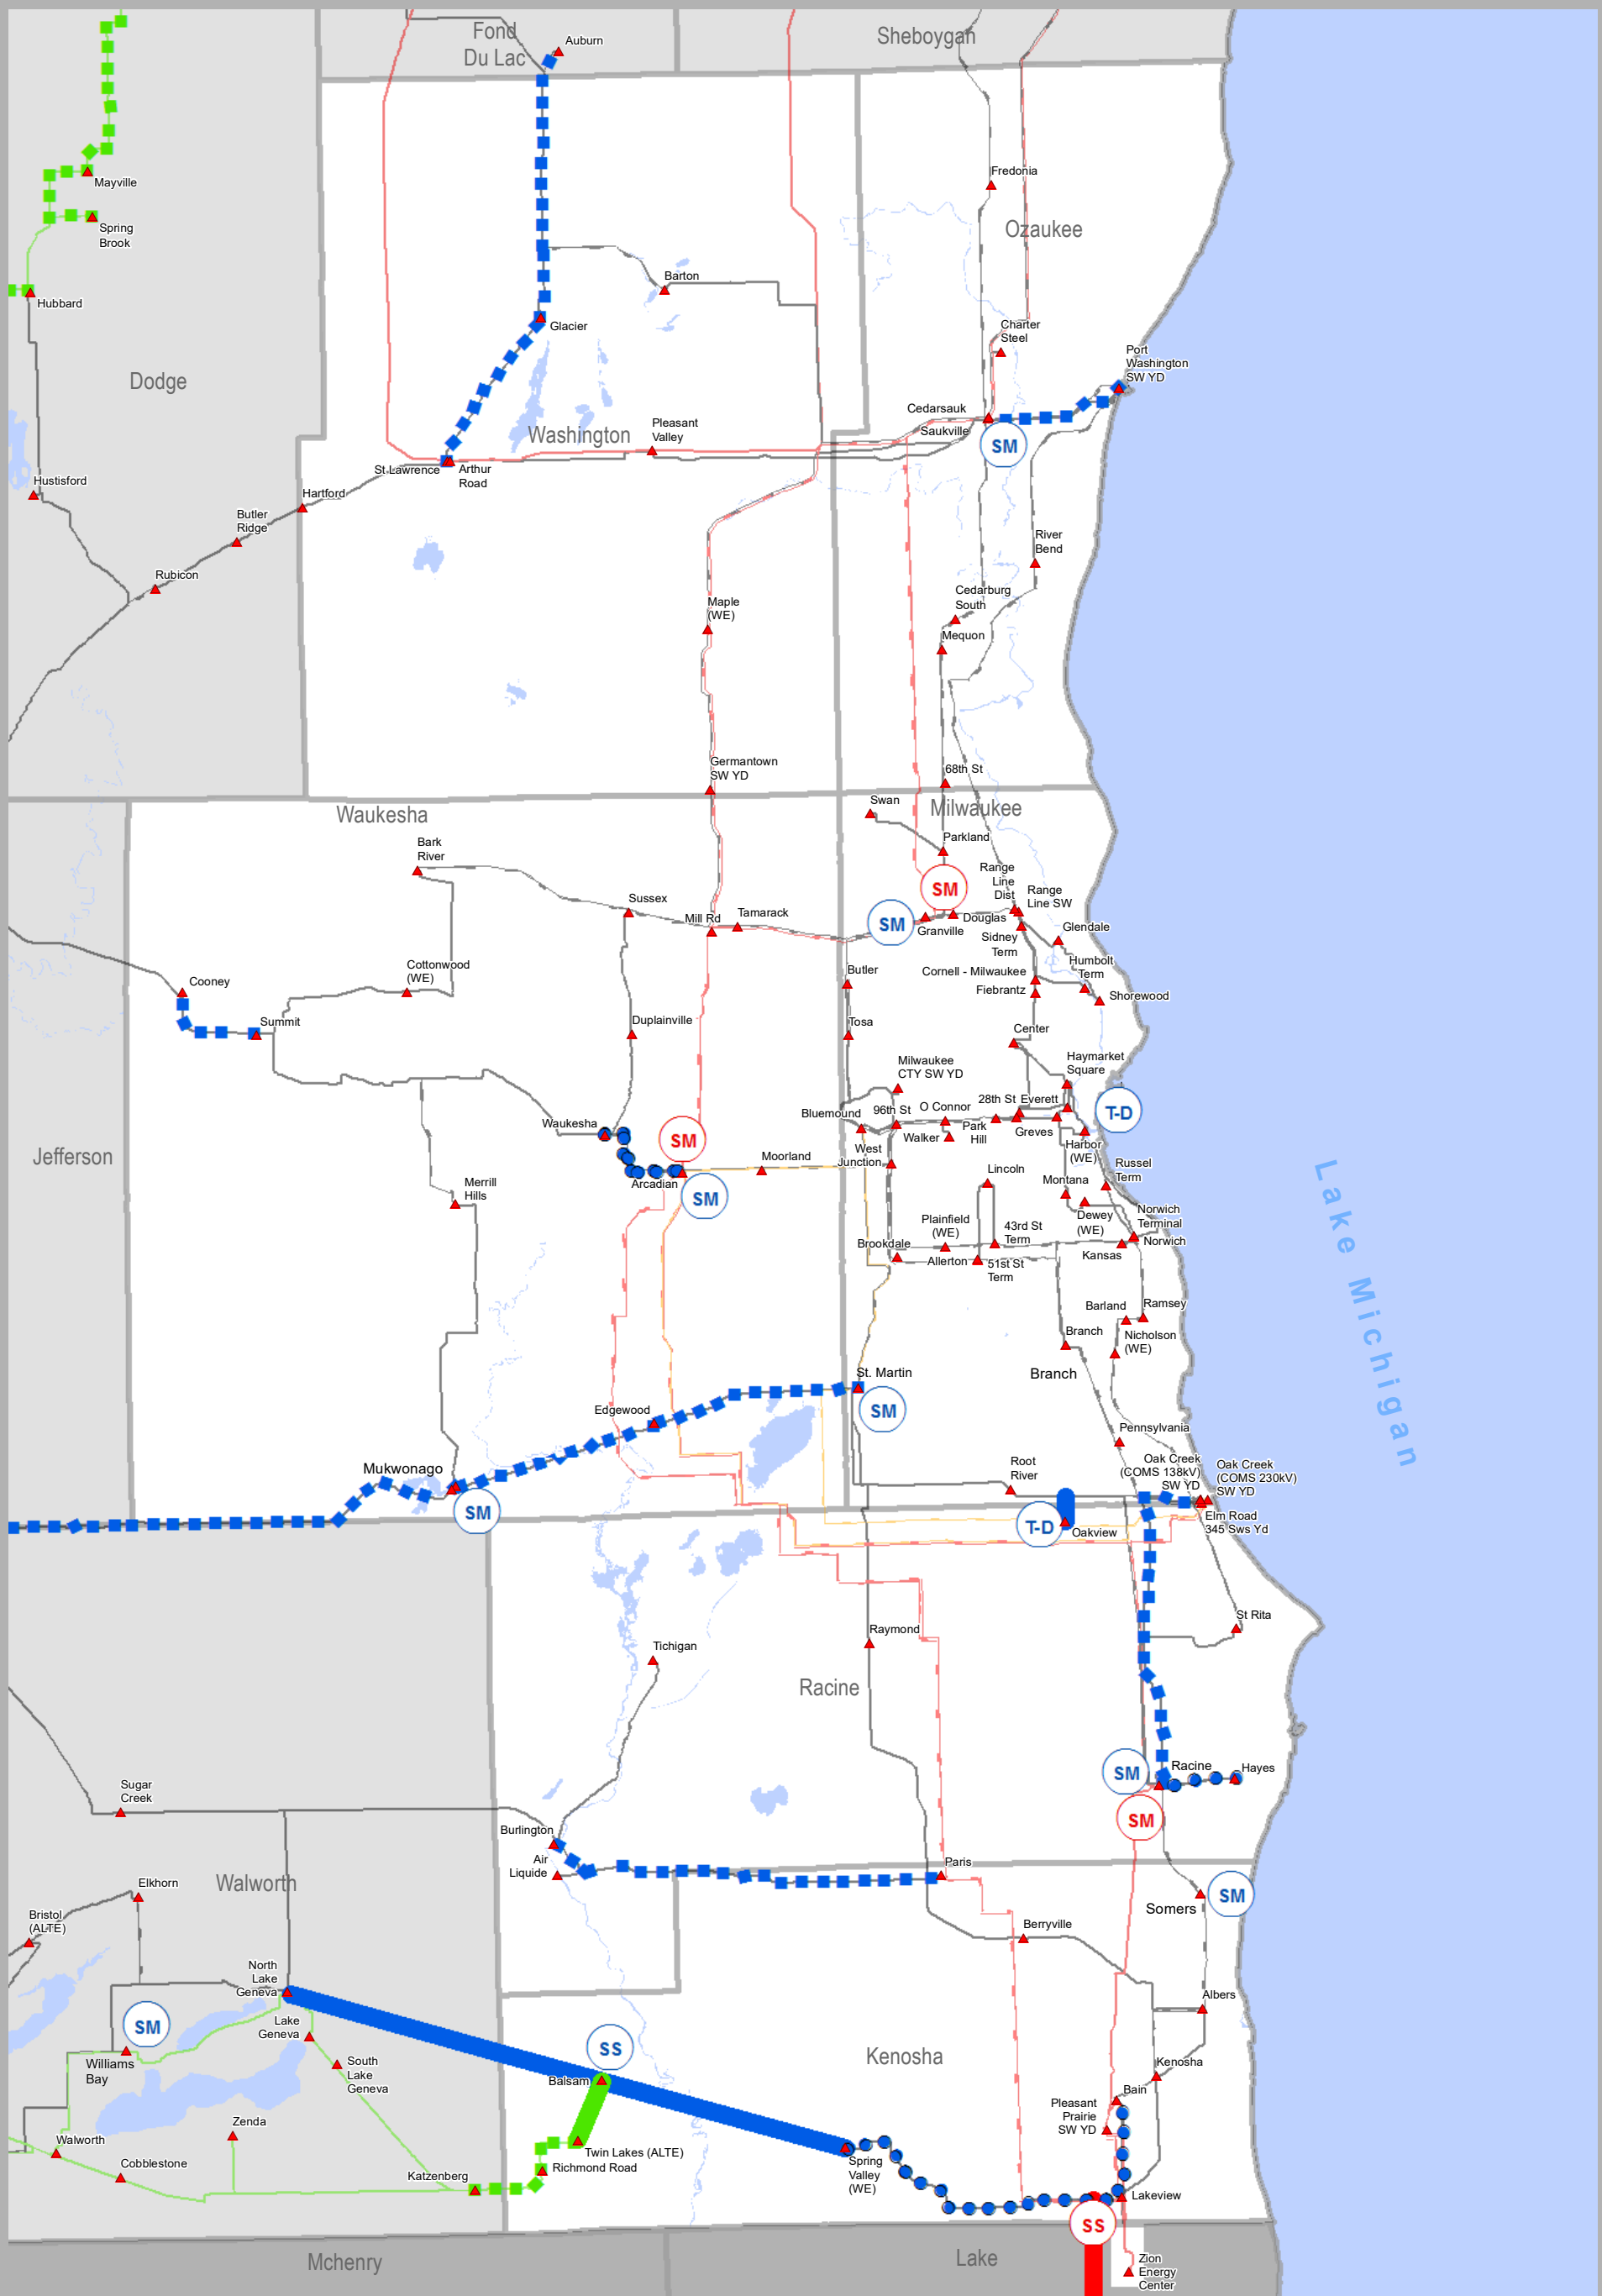 Fond
Du Lac
Auburn
Sheboygan
Mayville
Spring
Brook
Fredonia
Ozaukee
Barton
Hubbard
Glacier
Charter
Steel
Port
Washington
SW YD
Dodge
Cedarsauk
Saukville
SM
Pleasant
Valley
Washington
St Lawrence
Arthur
Road
Hustisford
Hartford
Butler
Ridge
River
Bend
Rubicon
Cedarburg
South
Maple
(WE)
Mequon
Germantown
SW YD
68th St
Waukesha
Swan
Milwaukee
Bark
River
Parkland
Range
Line
Dist
SM
Range
Line SW
Sussex
Mill Rd
Tamarack
SM
Granville
Douglas
Sidney
Term
Glendale
Cottonwood
(WE)
Butler
Cornell - Milwaukee
Humbolt
Term
Fiebrantz
Shorewood
Cooney
Summit
Duplainville
Tosa
Center
Milwaukee
CTY SW YD
Haymarket
Square
Waukesha
SM
Bluemound
96th St
O Connor
28th St
Everett
T-D
Walker
Park
Hill
Greves
Harbor
(WE)
Jefferson
West
Junction
Moorland
Arcadian
SM
Merrill
Hills
Lincoln
Montana
Russel
Term
Dewey
(WE)
Norwich
Terminal
Plainfield
(WE)
43rd St
Term
Brookdale
Norwich
Kansas
Allerton
51st St
Term
Lake Michigan
Barland
Ramsey
Branch
Nicholson
(WE)
Branch
St. Martin
SM
Edgewood
Pennsylvania
Mukwonago
SM
Root
River
Oak Creek
(COMS 138kV)
SW YD
Oak Creek
(COMS 230kV)
SW YD
T-D
Oakview
Elm Road
345 Sws Yd
St Rita
Raymond
Tichigan
Racine
SM
Racine
Hayes
Sugar
Creek
SM
Burlington
Air
Liquide
Paris
Elkhorn
Walworth
SM
Somers
Bristol
(ALTE)
Berryville
North
Lake
Geneva
Albers
SM
Lake
Geneva
SS
Williams
Bay
South
Lake
Geneva
Kenosha
Kenosha
Balsam
Bain
Pleasant
Prairie
SW YD
Zenda
Walworth
Cobblestone
Twin Lakes (ALTE)
Richmond Road
Katzenberg
Spring
Valley
(WE)
Lakeview
SS
Mchenry
Lake
Zion
Energy
Center